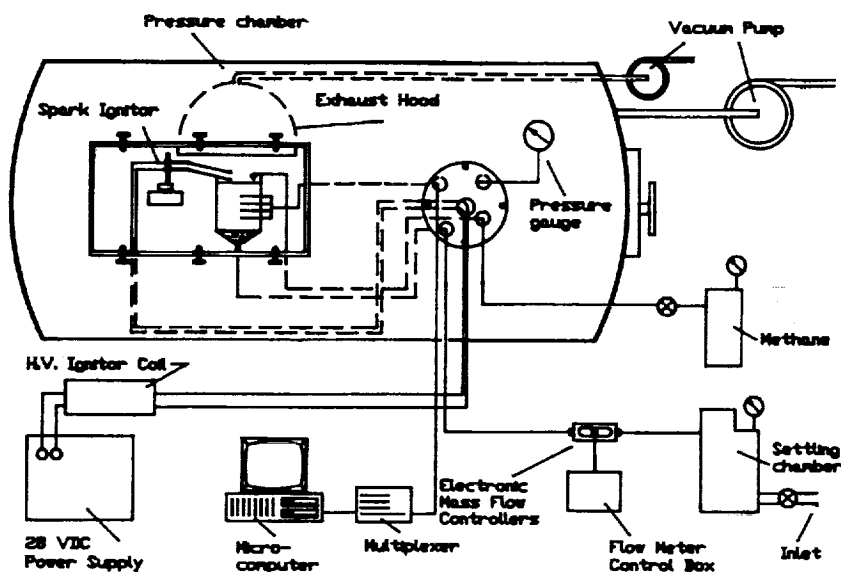 Pressure chamber
Vacuum Pump
Spark Ignitor
Exhaust Hood
Pressure
gauge
Methane
H.V. Ignitor Coil
Settling
chamber
Electronic
Mass Flow
Controllers
28 VDC
Power Supply
Micro-
computer
Multiplexer
Flow Meter
Control Box
Inlet